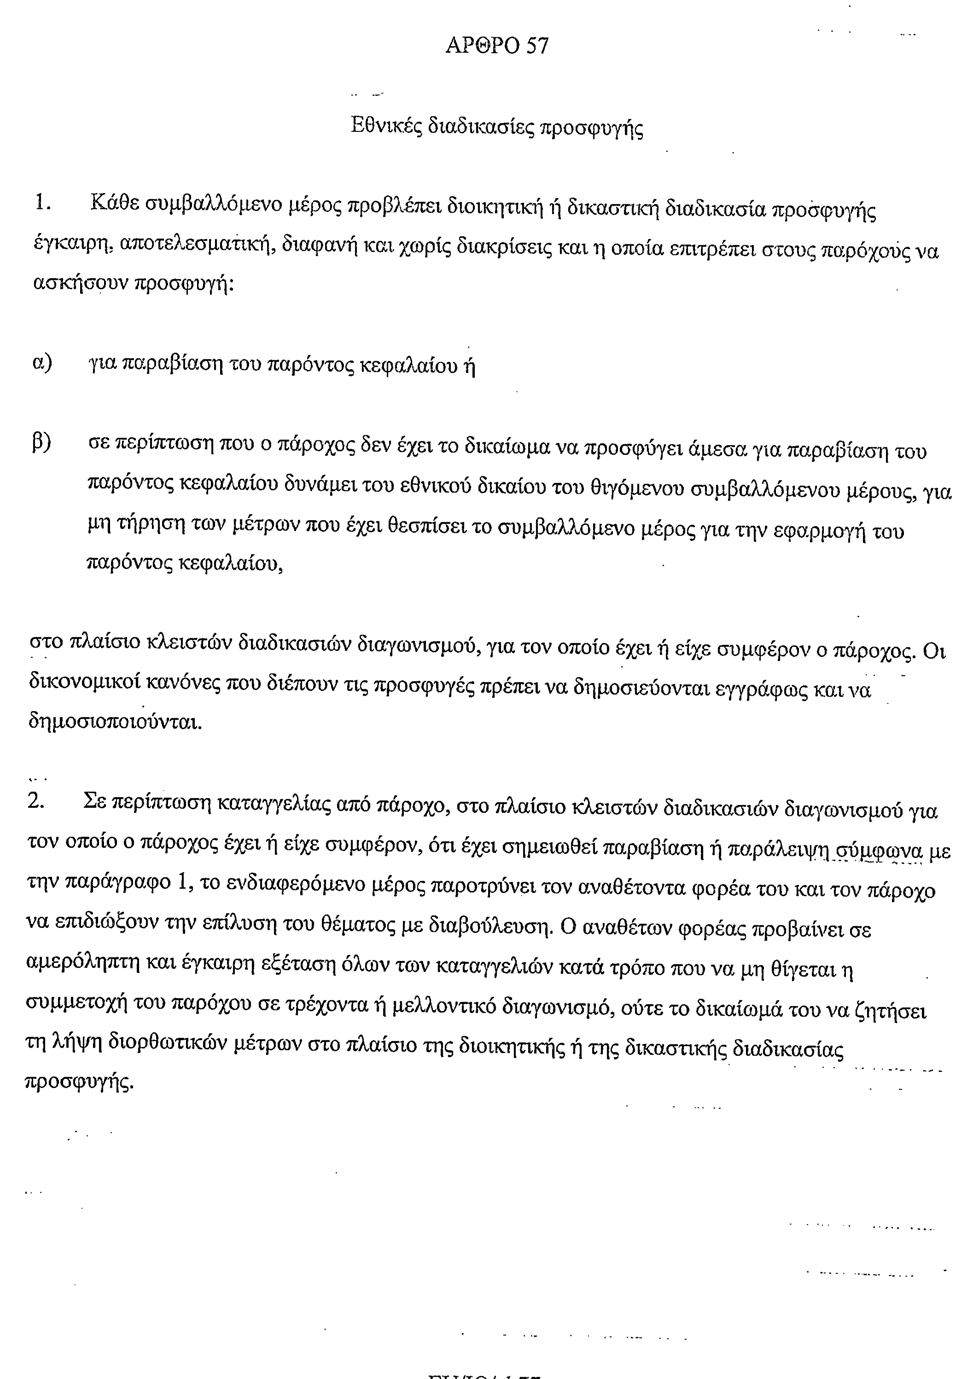 ΑΡΘΡΟ 57
Εθνικές διαδικασίες προσφυγής
1. Κάθε συμβαλλόμενο μέρος προβλέπει διοικητική ή δικαστική διαδικασία προσφυγής
έγκαιρη, αποτελεσματική, διαφανή και χωρίς διακρίσεις και η οποία επιτρέπει στους παρόχους να
ασκήσουν προσφυγή:
α) για παραβίαση του παρόντος κεφαλαίου ή
β) σε περίπτωση που ο πάροχος δεν έχει το δικαίωμα να προσφύγει άμεσα για παραβίαση του
παρόντος κεφαλαίου δυνάμει του εθνικού δικαίου του θιγόμενου συμβαλλόμενου μέρους, για
μη τήρηση των μέτρων που έχει θεσπίσει το συμβαλλόμενο μέρος για την εφαρμογή του
παρόντος κεφαλαίου,
στο πλαίσιο κλειστών διαδικασιών διαγωνισμού, για τον οποίο έχει ή είχε συμφέρον ο πάροχος. Οι
δικονομικοί κανόνες που διέπουν τις προσφυγές πρέπει να δημοσιεύονται εγγράφως και να
δημοσιοποιούνται.
2. Σε περίπτωση καταγγελίας από πάροχο, στο πλαίσιο κλειστών διαδικασιών διαγωνισμού για
τον οποίο ο πάροχος έχει ή είχε συμφέρον, ότι έχει σημειωθεί παραβίαση ή παράλειψη σύμφωνα με
την παράγραφο 1, το ενδιαφερόμενο μέρος παροτρύνει τον αναθέτοντα φορέα του και τον πάροχο
να επιδιώξουν την επίλυση του θέματος με διαβούλευση. Ο αναθέτων φορέας προβαίνει σε
αμερόληπτη και έγκαιρη εξέταση όλων των καταγγελιών κατά τρόπο που να μη θίγεται η
συμμετοχή του παρόχου σε τρέχοντα ή μελλοντικό διαγωνισμό, ούτε το δικαίωμά του να ζητήσει
τη λήψη διορθωτικών μέτρων στο πλαίσιο της διοικητικής ή της δικαστικής διαδικασίας
προσφυγής.